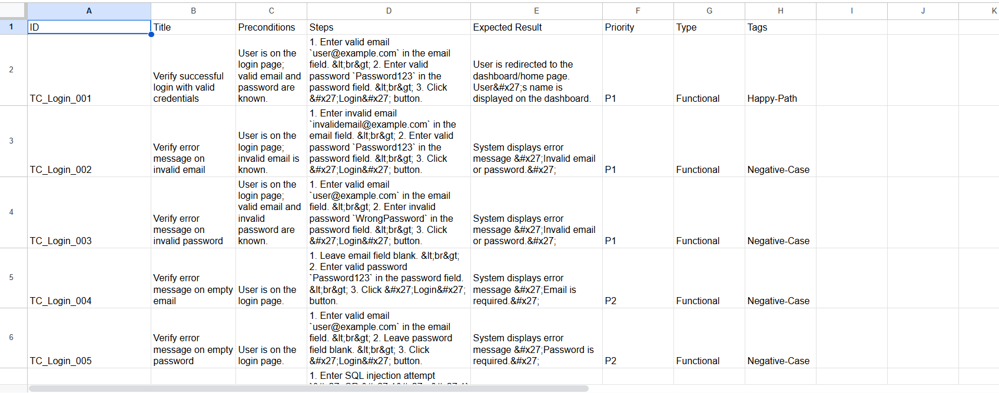 A B C D E F G H I J K
1 ID Title Preconditions Steps Expected Result Priority Type Tags
2
TC_Login_001
Verify successful
login with valid
credentials
User is on the
login page;
valid email and
password are
known.
1. Enter valid email
`user@example.com` in the email
field. &lt;br&gt; 2. Enter valid
password `Password123` in the
password field. &lt;br&gt; 3. Click
&#x27;Login&#x27; button.
User is redirected to the
dashboard/home page.
User&#x27;s name is
displayed on the dashboard.
P1
Functional
Happy-Path
3
TC_Login_002
Verify error
message on
invalid email
User is on the
login page;
invalid email is
known.
1. Enter invalid email
`invalidemail@example.com` in the
email field. &lt;br&gt; 2. Enter valid
password `Password123` in the
password field. &lt;br&gt; 3. Click
&#x27;Login&#x27; button.
System displays error
message &#x27;Invalid email
or password.&#x27;
P1
Functional
Negative-Case
4
TC_Login_003
Verify error
message on
invalid password
User is on the
login page;
valid email and
invalid
password are
known.
1. Enter valid email
`user@example.com` in the email
field. &lt;br&gt; 2. Enter invalid
password `WrongPassword` in the
password field. &lt;br&gt; 3. Click
&#x27;Login&#x27; button.
System displays error
message &#x27;Invalid email
or password.&#x27;
P1
Functional
Negative-Case
5
TC_Login_004
Verify error
message on empty
email
User is on the
login page.
1. Leave email field blank. &lt;br&gt;
2. Enter valid password
`Password123` in the password field.
&lt;br&gt; 3. Click &#x27;Login&#x27;
button.
System displays error
message &#x27;Email is
required.&#x27;
P2
Functional
Negative-Case
6
TC_Login_005
Verify error
message on empty
password
User is on the
login page.
1. Enter valid email
`user@example.com` in the email
field. &lt;br&gt; 2. Leave password
field blank. &lt;br&gt; 3. Click
&#x27;Login&#x27; button.
System displays error
message &#x27;Password is
required.&#x27;
P2
Functional
Negative-Case
1. Enter SQL injection attempt